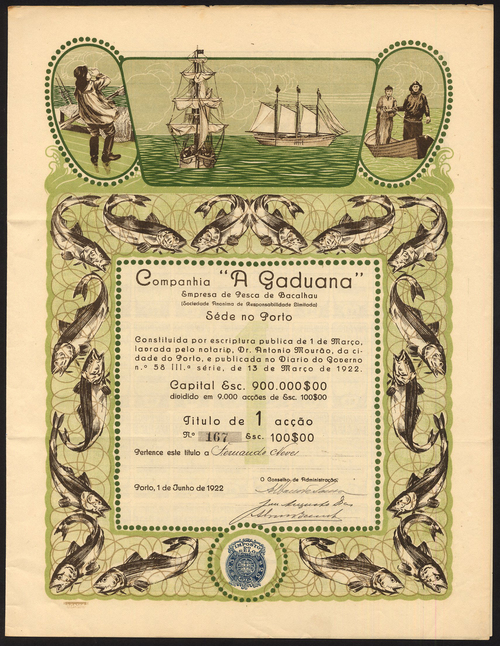 Companhia "A Gaduana"
Empresa de Pesca de Bacalhau
(Sociedade Anonima de Responsabilidade Limitada)
Séde no Porto
Constituida por escriptura publica de 1 de Março,
lavrada pelo notario, Dr. Antonio Mourão, da ci-
dade do Porto, e publicada no Diario do Governo
n.º 58 III.ª série, de 13 de Março de 1922.
Capital Esc. 900.000$00
dividido em 9.000 acções de Esc. 100$00
Titulo de 1 acção
N.º 167 Esc. 100$00
Pertence este titulo a Fernando Neves
Porto, 1 de Junho de 1922
O Conselho de Administração,